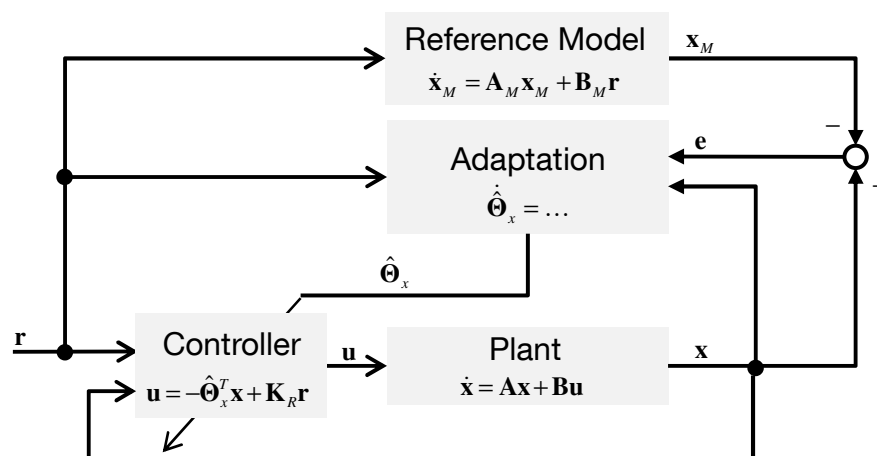 Reference Model
x_M
ẋ_M = A_M x_M + B_M r
−
e
Adaptation
Θ̂̇_x = …
Θ̂_x
r
Controller
u
Plant
x
u = −Θ̂_x^T x + K_R r
ẋ = Ax + Bu